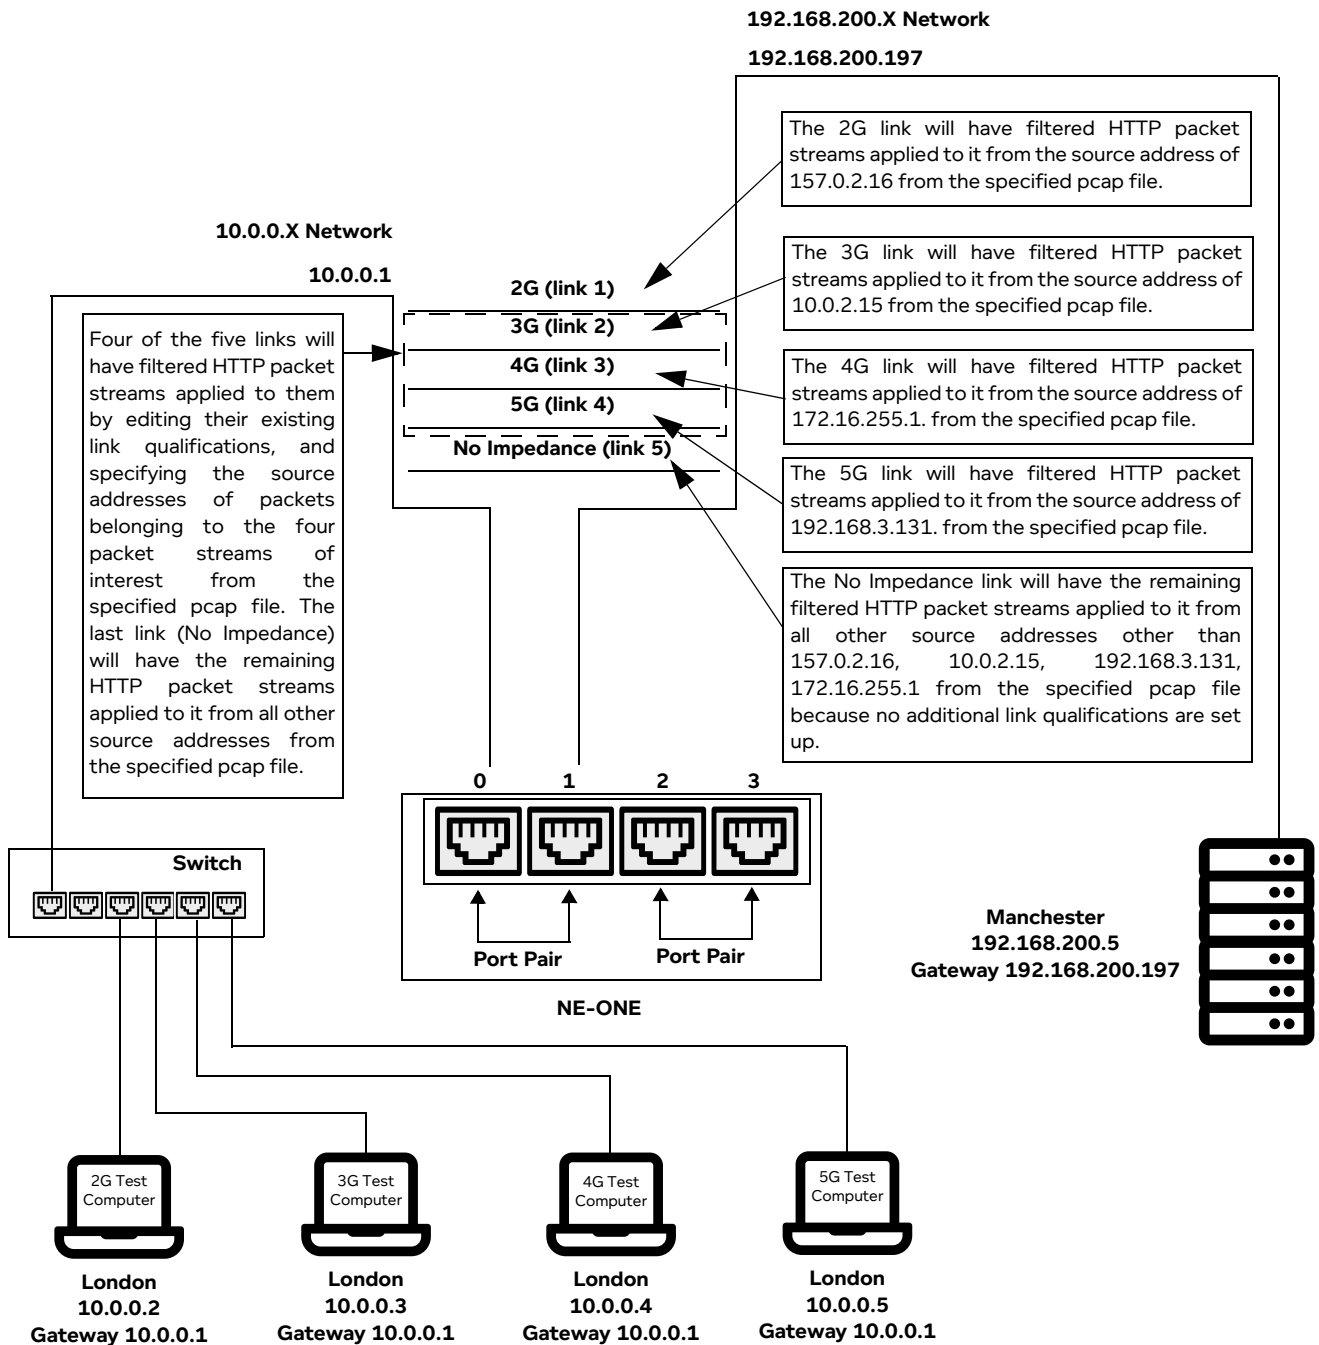 192.168.200.X Network
192.168.200.197
The 2G link will have filtered HTTP packet
streams applied to it from the source address of
157.0.2.16 from the specified pcap file.
10.0.0.X Network
10.0.0.1
The 3G link will have filtered HTTP packet
streams applied to it from the source address of
10.0.2.15 from the specified pcap file.
2G (link 1)
3G (link 2)
4G (link 3)
5G (link 4)
No Impedance (link 5)
Four of the five links will
have filtered HTTP packet
streams applied to them
by editing their existing
link qualifications, and
specifying the source
addresses of packets
belonging to the four
packet streams of
interest from the
specified pcap file. The
last link (No Impedance)
will have the remaining
HTTP packet streams
applied to it from all other
source addresses from
the specified pcap file.
The 4G link will have filtered HTTP packet
streams applied to it from the source address of
172.16.255.1. from the specified pcap file.
The 5G link will have filtered HTTP packet
streams applied to it from the source address of
192.168.3.131. from the specified pcap file.
The No Impedance link will have the remaining
filtered HTTP packet streams applied to it from
all other source addresses other than
157.0.2.16, 10.0.2.15, 192.168.3.131,
172.16.255.1 from the specified pcap file
because no additional link qualifications are set
up.
0 1 2 3
Switch
Port Pair
Port Pair
NE-ONE
Manchester
192.168.200.5
Gateway 192.168.200.197
2G Test
Computer
London
10.0.0.2
Gateway 10.0.0.1
3G Test
Computer
London
10.0.0.3
Gateway 10.0.0.1
4G Test
Computer
London
10.0.0.4
Gateway 10.0.0.1
5G Test
Computer
London
10.0.0.5
Gateway 10.0.0.1